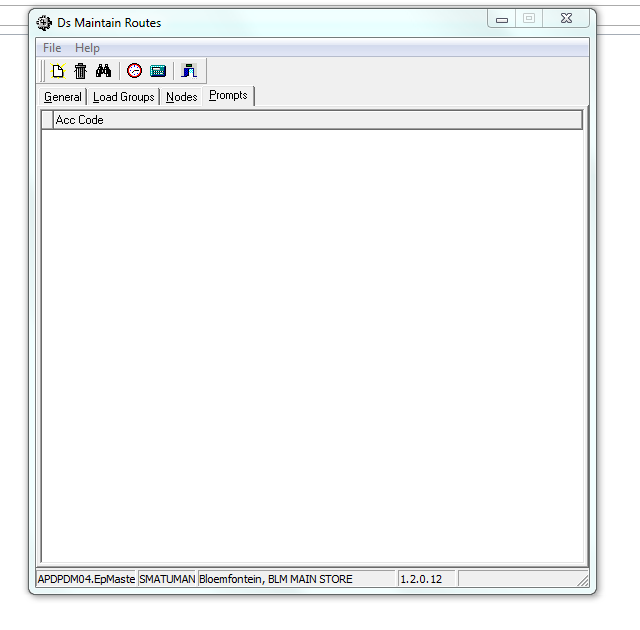 Ds Maintain Routes
File Help
General Load Groups Nodes Prompts
Acc Code
APDPDM04.EpMaste SMATUMAN Bloemfontein, BLM MAIN STORE 1.2.0.12